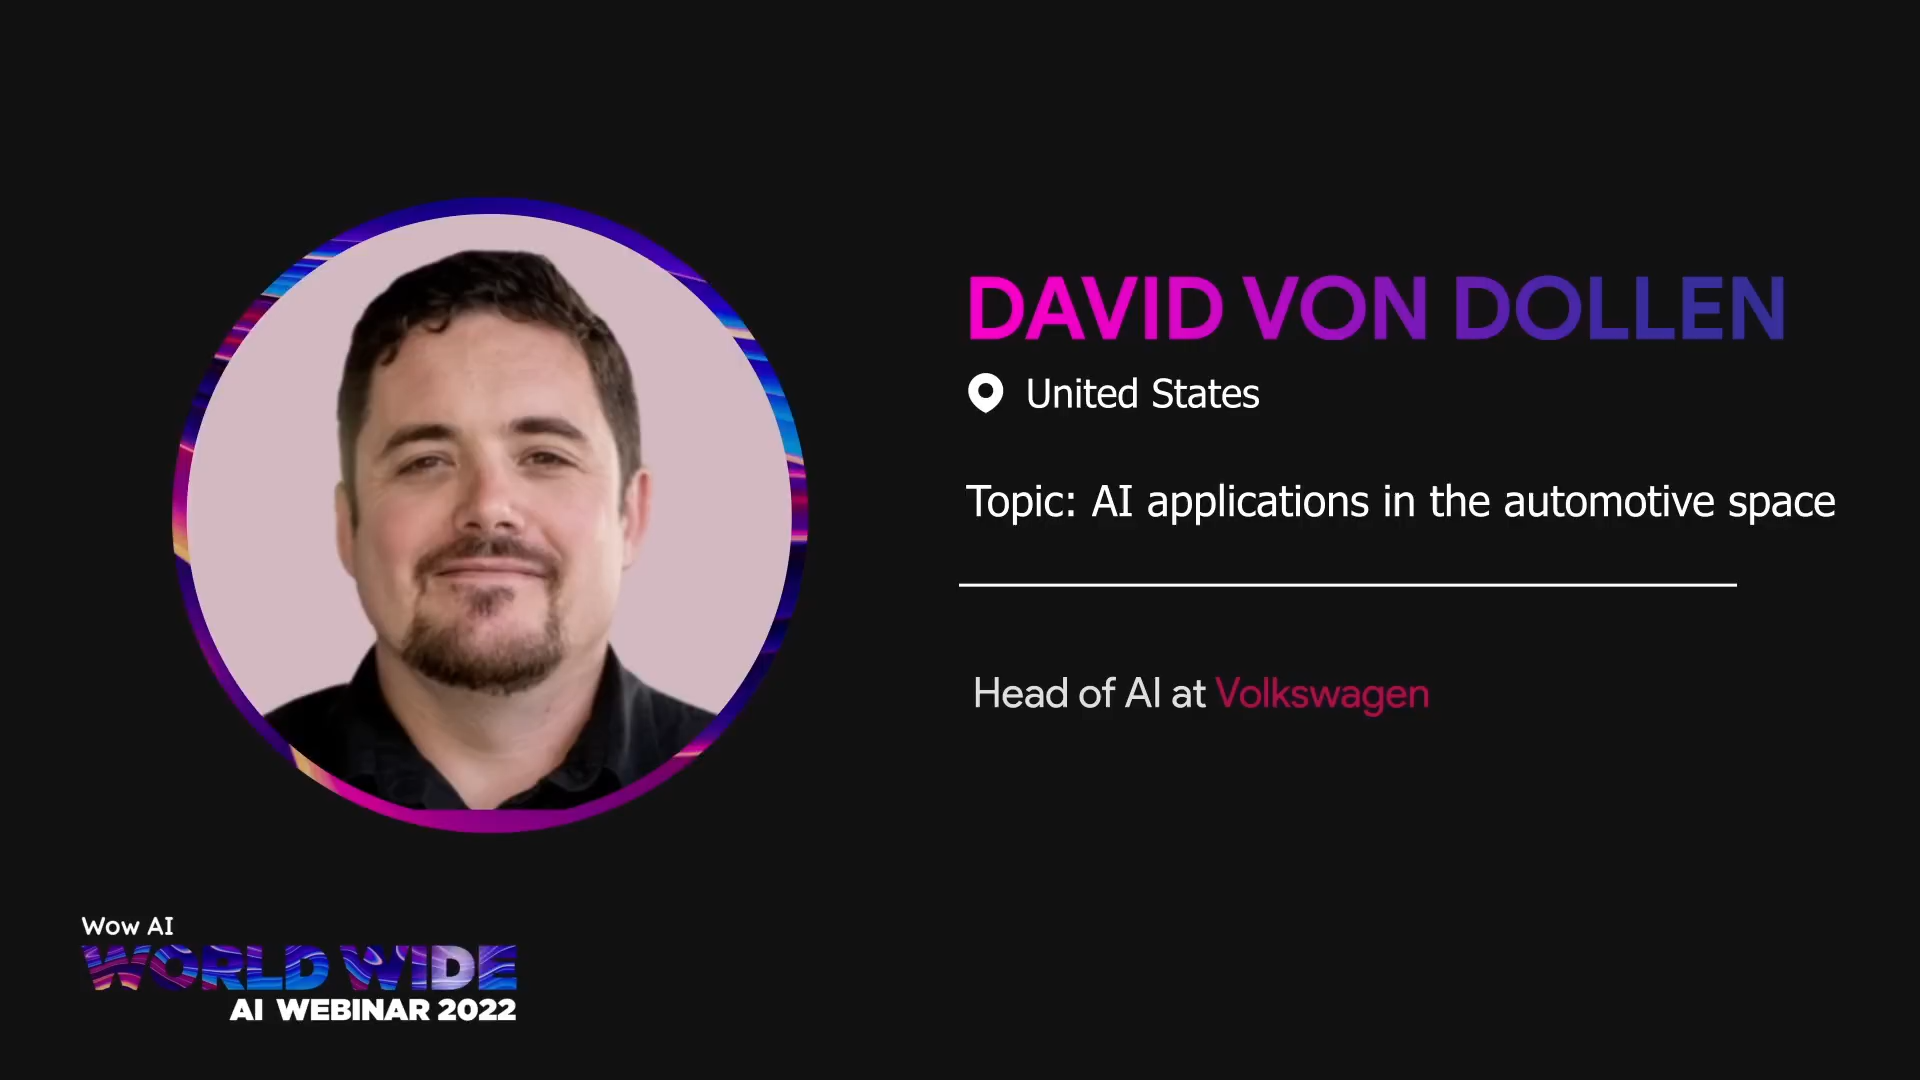 DAVID VON DOLLEN
United States
Topic: AI applications in the automotive space
Head of AI at Volkswagen
Wow AI
WORLD WIDE
AI WEBINAR 2022